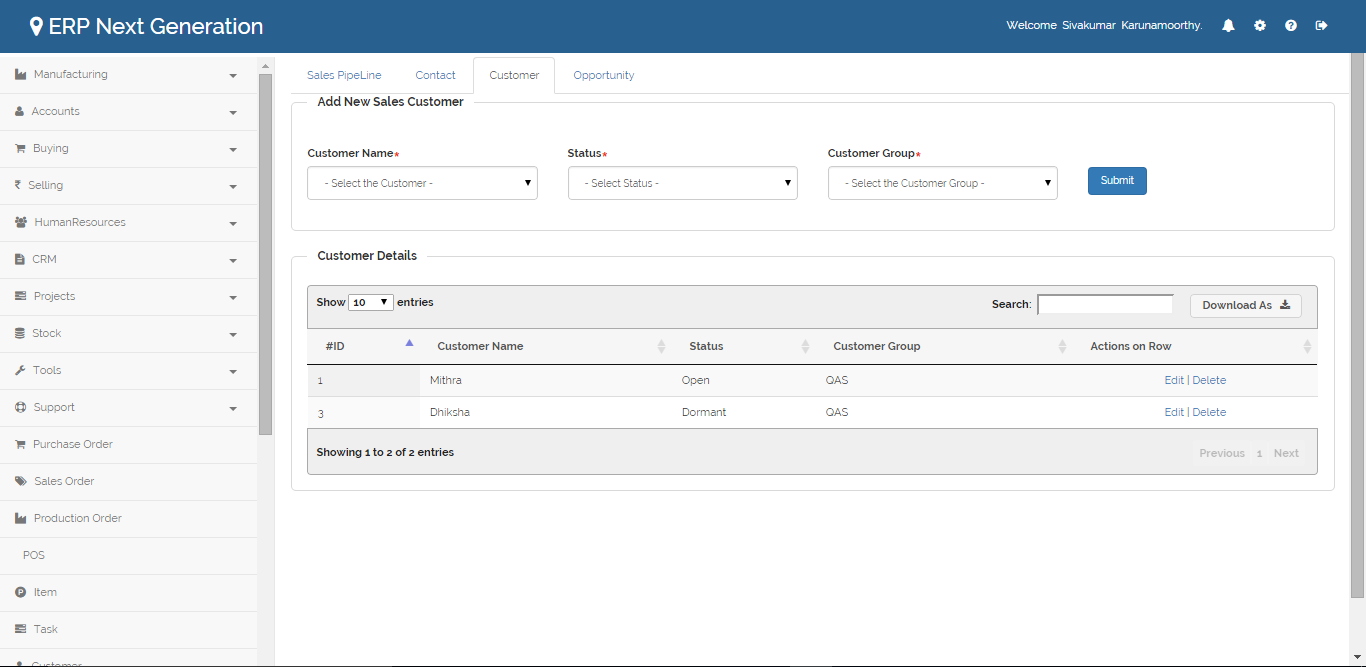 ERP Next Generation
Welcome Sivakumar Karunamoorthy.
Manufacturing
Accounts
Buying
Selling
HumanResources
CRM
Projects
Stock
Tools
Support
Purchase Order
Sales Order
Production Order
POS
Item
Task
Customer
Sales PipeLine Contact Customer Opportunity
Add New Sales Customer
Customer Name* Status* Customer Group*
- Select the Customer - - Select Status - - Select the Customer Group - Submit
Customer Details
Show 10 entries Search: Download As
#ID Customer Name Status Customer Group Actions on Row
1 Mithra Open QAS Edit | Delete
3 Dhiksha Dormant QAS Edit | Delete
Showing 1 to 2 of 2 entries Previous 1 Next